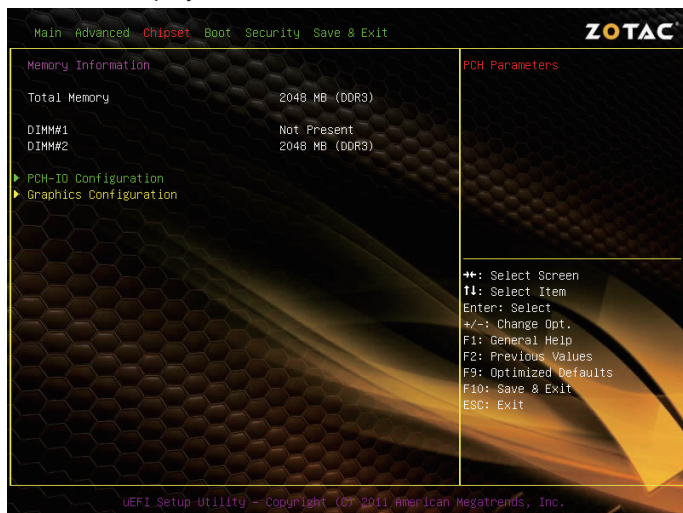 Main Advanced Chipset Boot Security Save & Exit
ZOTAC
Memory Information
Total Memory 2048 MB (DDR3)
DIMM#1 Not Present
DIMM#2 2048 MB (DDR3)
PCH-IO Configuration
Graphics Configuration
PCH Parameters
→←: Select Screen
↑↓: Select Item
Enter: Select
+/-: Change Opt.
F1: General Help
F2: Previous Values
F9: Optimized Defaults
F10: Save & Exit
ESC: Exit
uEFI Setup Utility - Copyright (C) 2011 American Megatrends, Inc.